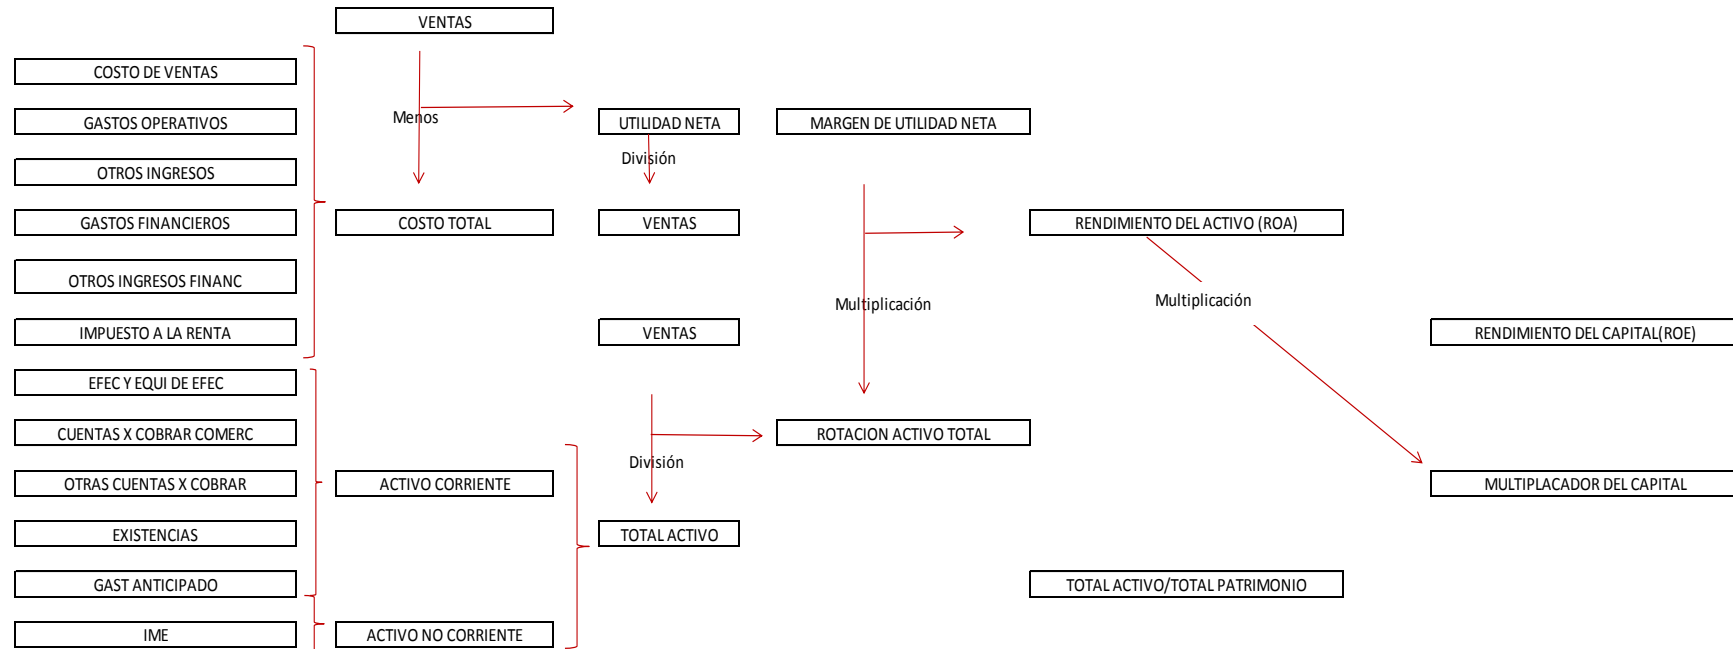 VENTAS
COSTO DE VENTAS
GASTOS OPERATIVOS
Menos
UTILIDAD NETA
MARGEN DE UTILIDAD NETA
División
OTROS INGRESOS
GASTOS FINANCIEROS
COSTO TOTAL
VENTAS
RENDIMIENTO DEL ACTIVO (ROA)
OTROS INGRESOS FINANC
Multiplicación
Multiplicación
IMPUESTO A LA RENTA
VENTAS
RENDIMIENTO DEL CAPITAL(ROE)
EFEC Y EQUI DE EFEC
CUENTAS X COBRAR COMERC
ROTACION ACTIVO TOTAL
División
OTRAS CUENTAS X COBRAR
ACTIVO CORRIENTE
MULTIPLACADOR DEL CAPITAL
EXISTENCIAS
TOTAL ACTIVO
GAST ANTICIPADO
TOTAL ACTIVO/TOTAL PATRIMONIO
IME
ACTIVO NO CORRIENTE